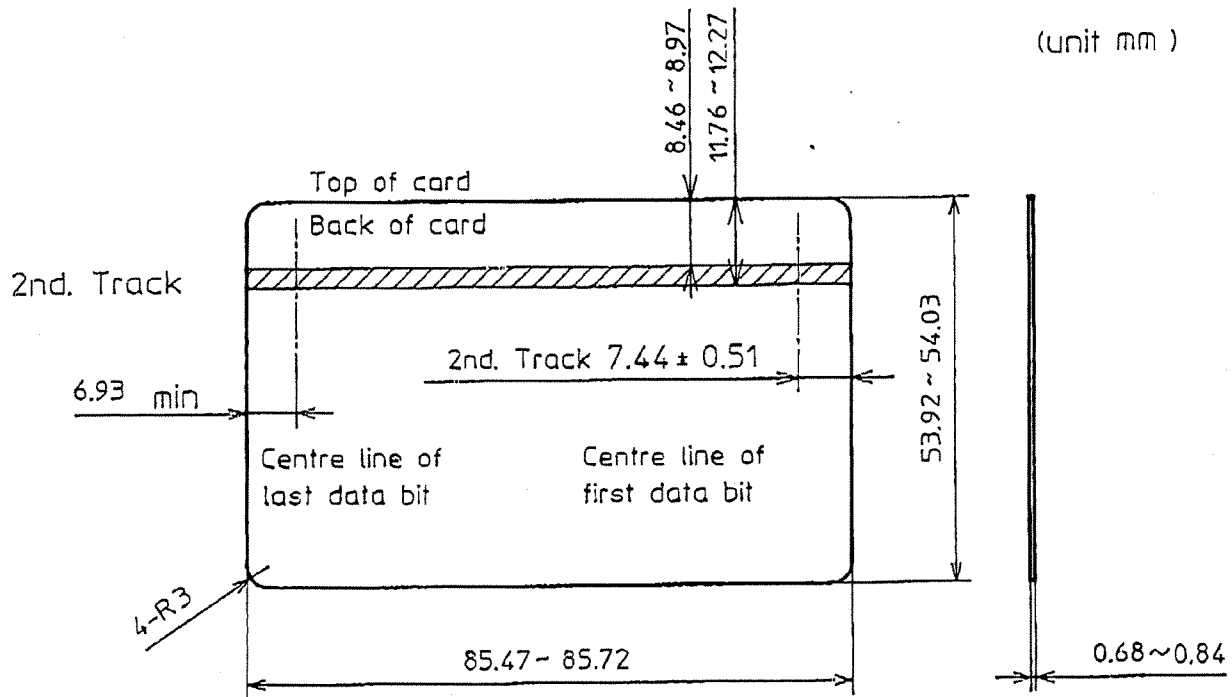 (unit mm )
8.46 ~ 8.97
11.76 ~12.27
Top of card
Back of card
2nd. Track
2nd. Track 7.44 ± 0.51
6.93 min
53.92 ~ 54.03
Centre line of
last data bit
Centre line of
first data bit
4-R3
85.47~ 85.72
0.68~0.84